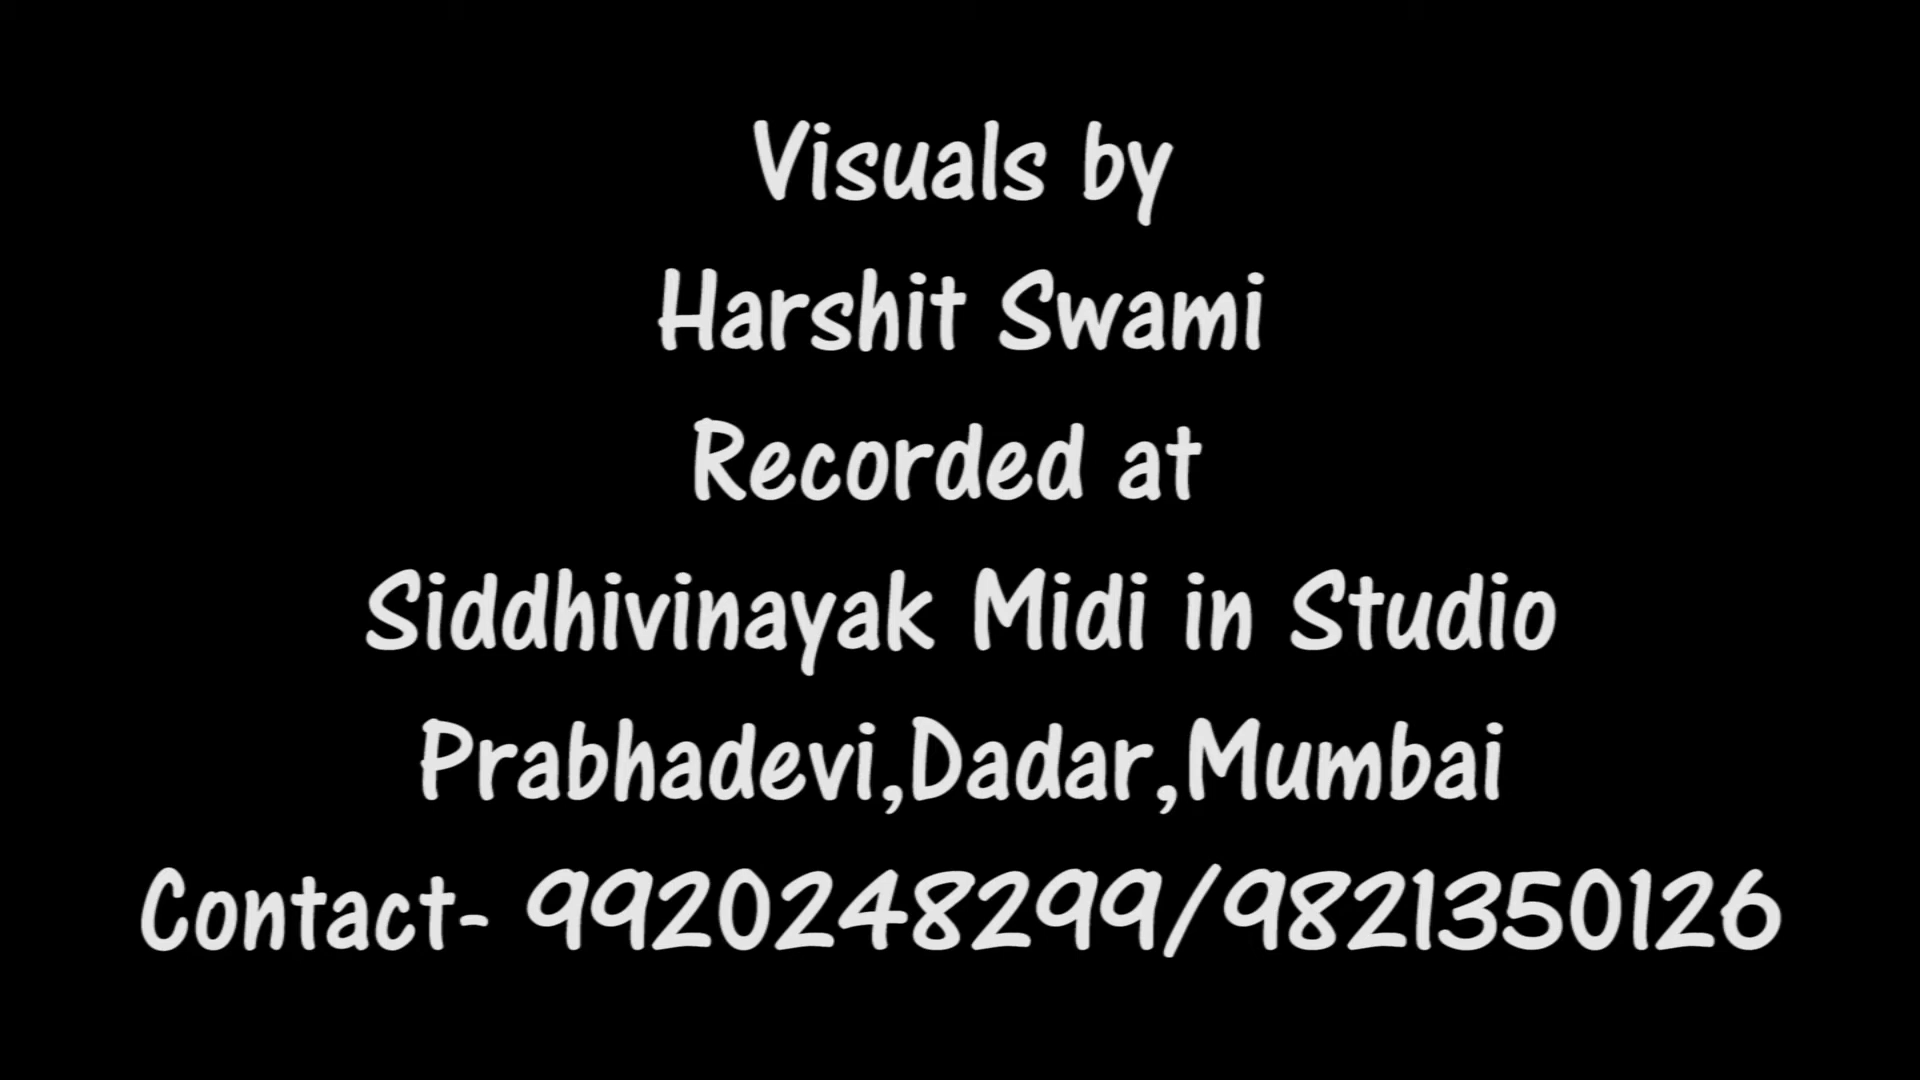 Visuals by
Harshit Swami
Recorded at
Siddhivinayak Midi in Studio
Prabhadevi,Dadar,Mumbai
Contact- 9920248299/9821350126